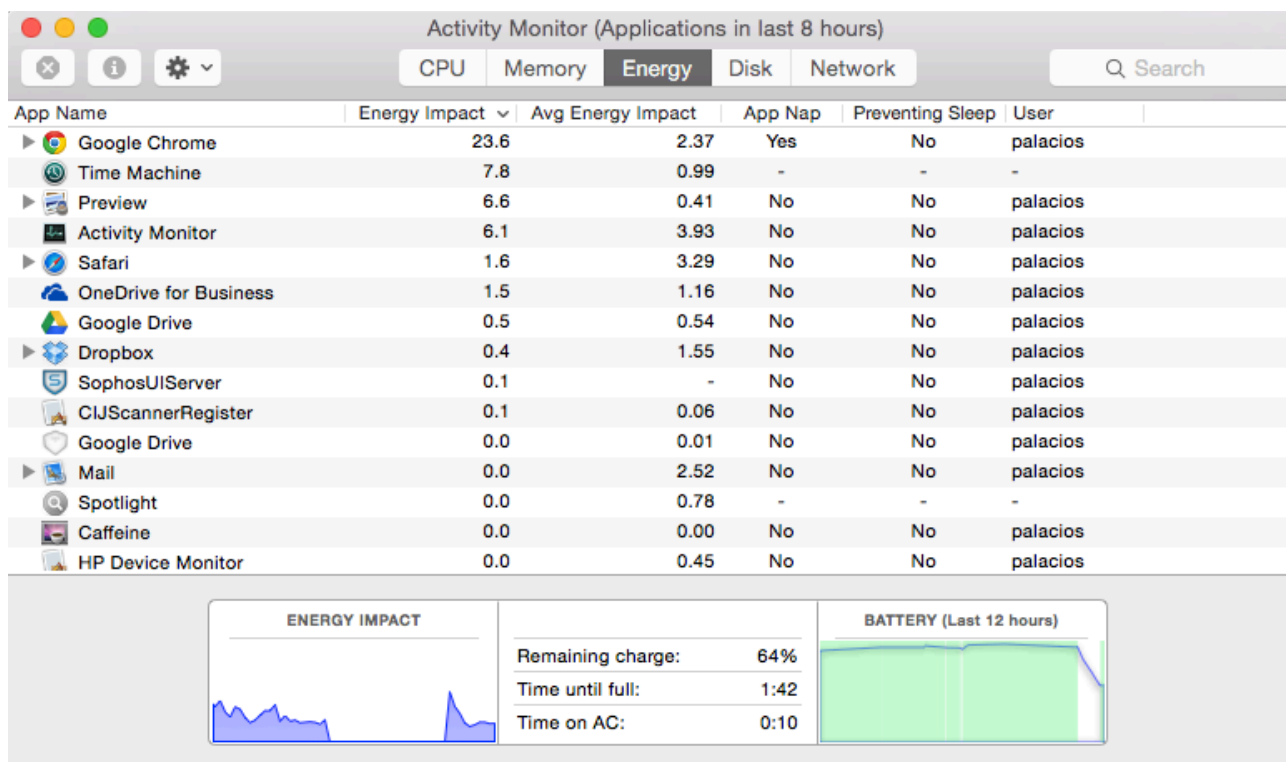 Activity Monitor (Applications in last 8 hours)
CPU Memory Energy Disk Network Search
App Name Energy Impact Avg Energy Impact App Nap Preventing Sleep User
Google Chrome 23.6 2.37 Yes No palacios
Time Machine 7.8 0.99 - - -
Preview 6.6 0.41 No No palacios
Activity Monitor 6.1 3.93 No No palacios
Safari 1.6 3.29 No No palacios
OneDrive for Business 1.5 1.16 No No palacios
Google Drive 0.5 0.54 No No palacios
Dropbox 0.4 1.55 No No palacios
SophosUIServer 0.1 - No No palacios
CIJScannerRegister 0.1 0.06 No No palacios
Google Drive 0.0 0.01 No No palacios
Mail 0.0 2.52 No No palacios
Spotlight 0.0 0.78 - - -
Caffeine 0.0 0.00 No No palacios
HP Device Monitor 0.0 0.45 No No palacios
ENERGY IMPACT BATTERY (Last 12 hours)
Remaining charge: 64%
Time until full: 1:42
Time on AC: 0:10